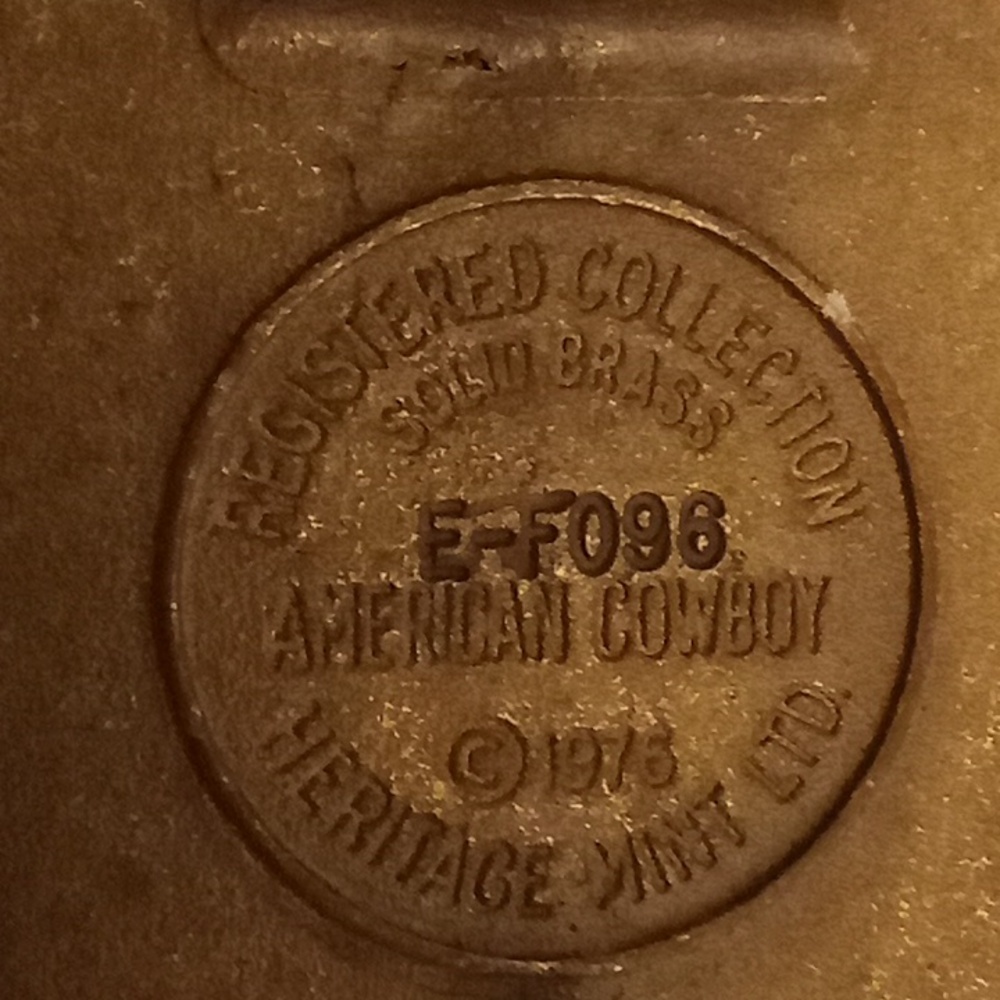 REGISTERED COLLECTION
SOLID BRASS
E-F096
AMERICAN COWBOY
© 1976
HERITAGE MINT LTD.